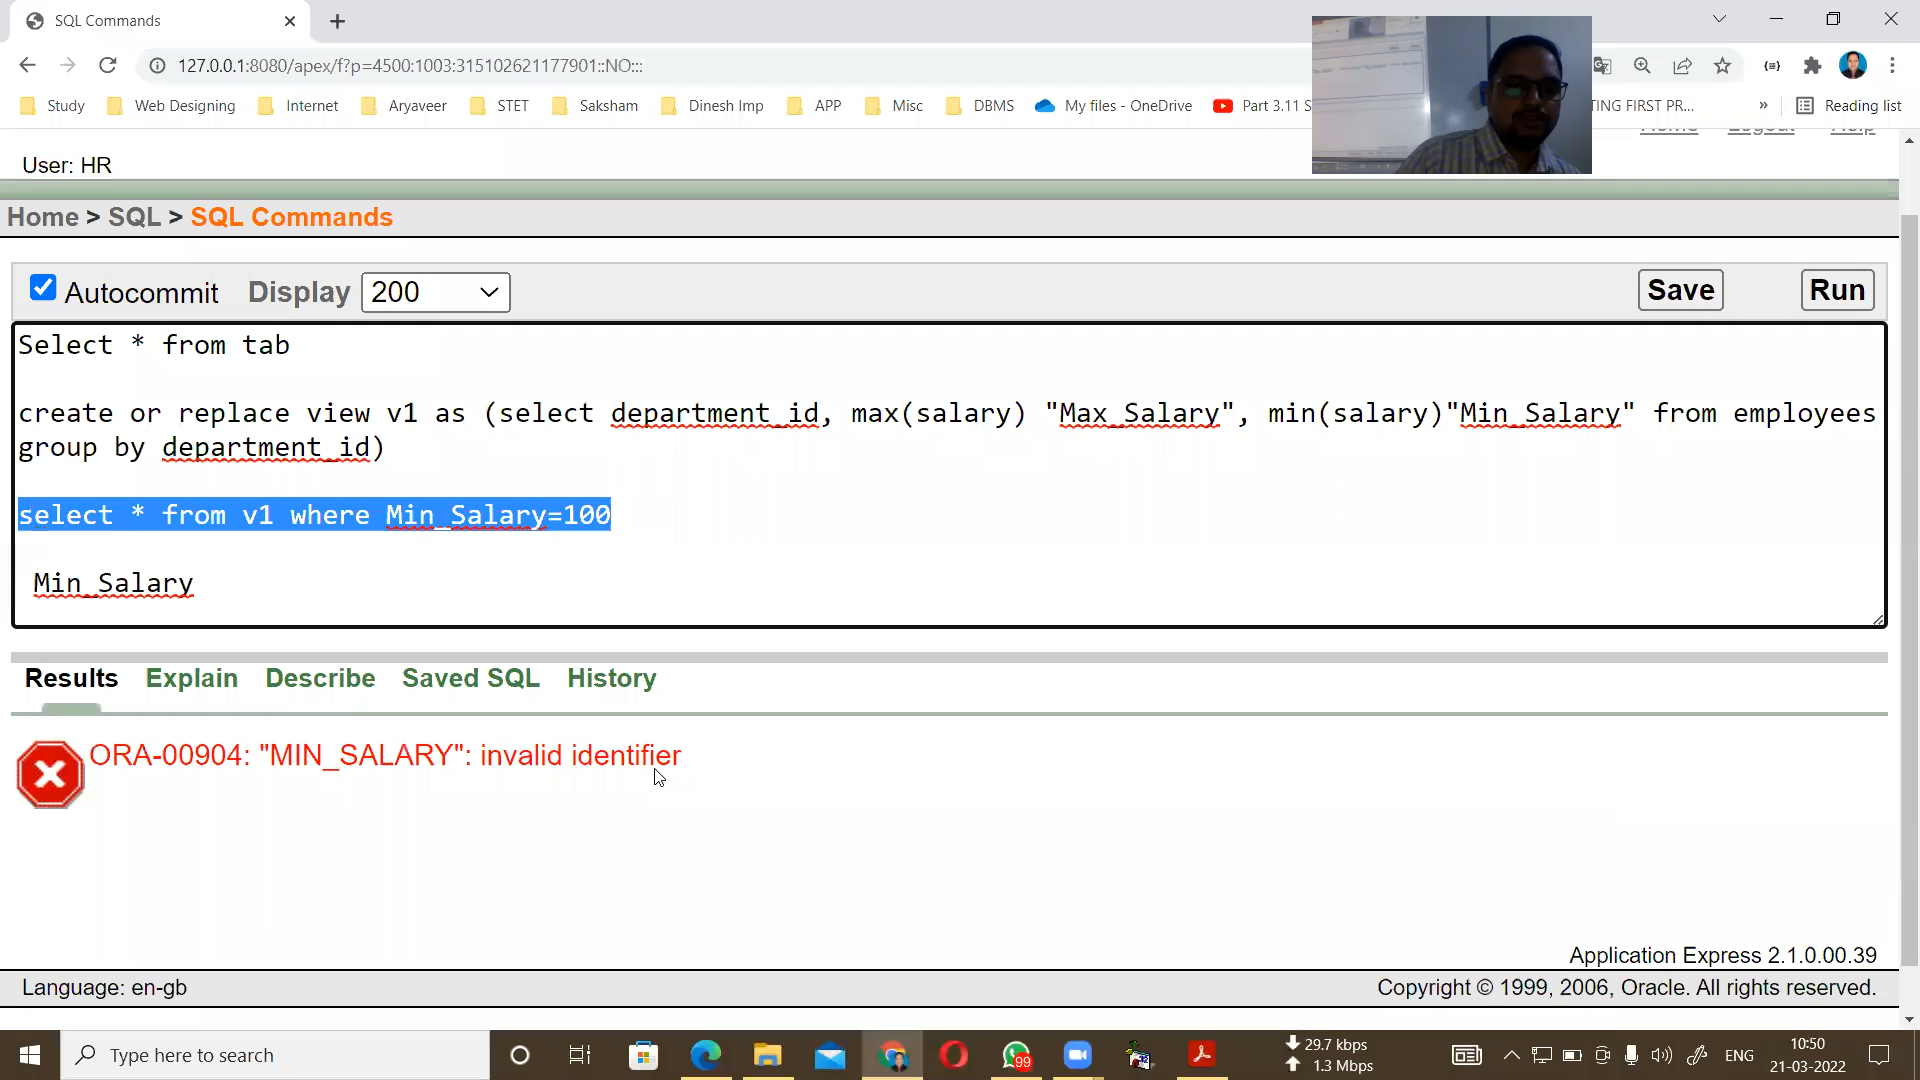 SQL Commands
127.0.0.1:8080/apex/f?p=4500:1003:315102621177901::NO:::
Study Web Designing Internet Aryaveer STET Saksham Dinesh Imp APP Misc DBMS My files - OneDrive Part 3.11 S TING FIRST PR... » Reading list
Home Logout Help
User: HR
Home > SQL > SQL Commands
Autocommit Display 200 Save Run
Select * from tab
create or replace view v1 as (select department_id, max(salary) "Max_Salary", min(salary)"Min_Salary" from employees
group by department_id)
select * from v1 where Min_Salary=100
Min_Salary
Results Explain Describe Saved SQL History
ORA-00904: "MIN_SALARY": invalid identifier
Application Express 2.1.0.00.39
Language: en-gb Copyright © 1999, 2006, Oracle. All rights reserved.
Type here to search 99 29.7 kbps 1.3 Mbps ENG 10:50 21-03-2022